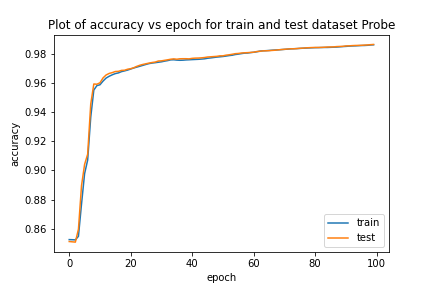 Plot of accuracy vs epoch for train and test dataset Probe
0.98
0.96
0.94
0.92
0.90
0.88
0.86
accuracy
train
test
0 20 40 60 80 100
epoch